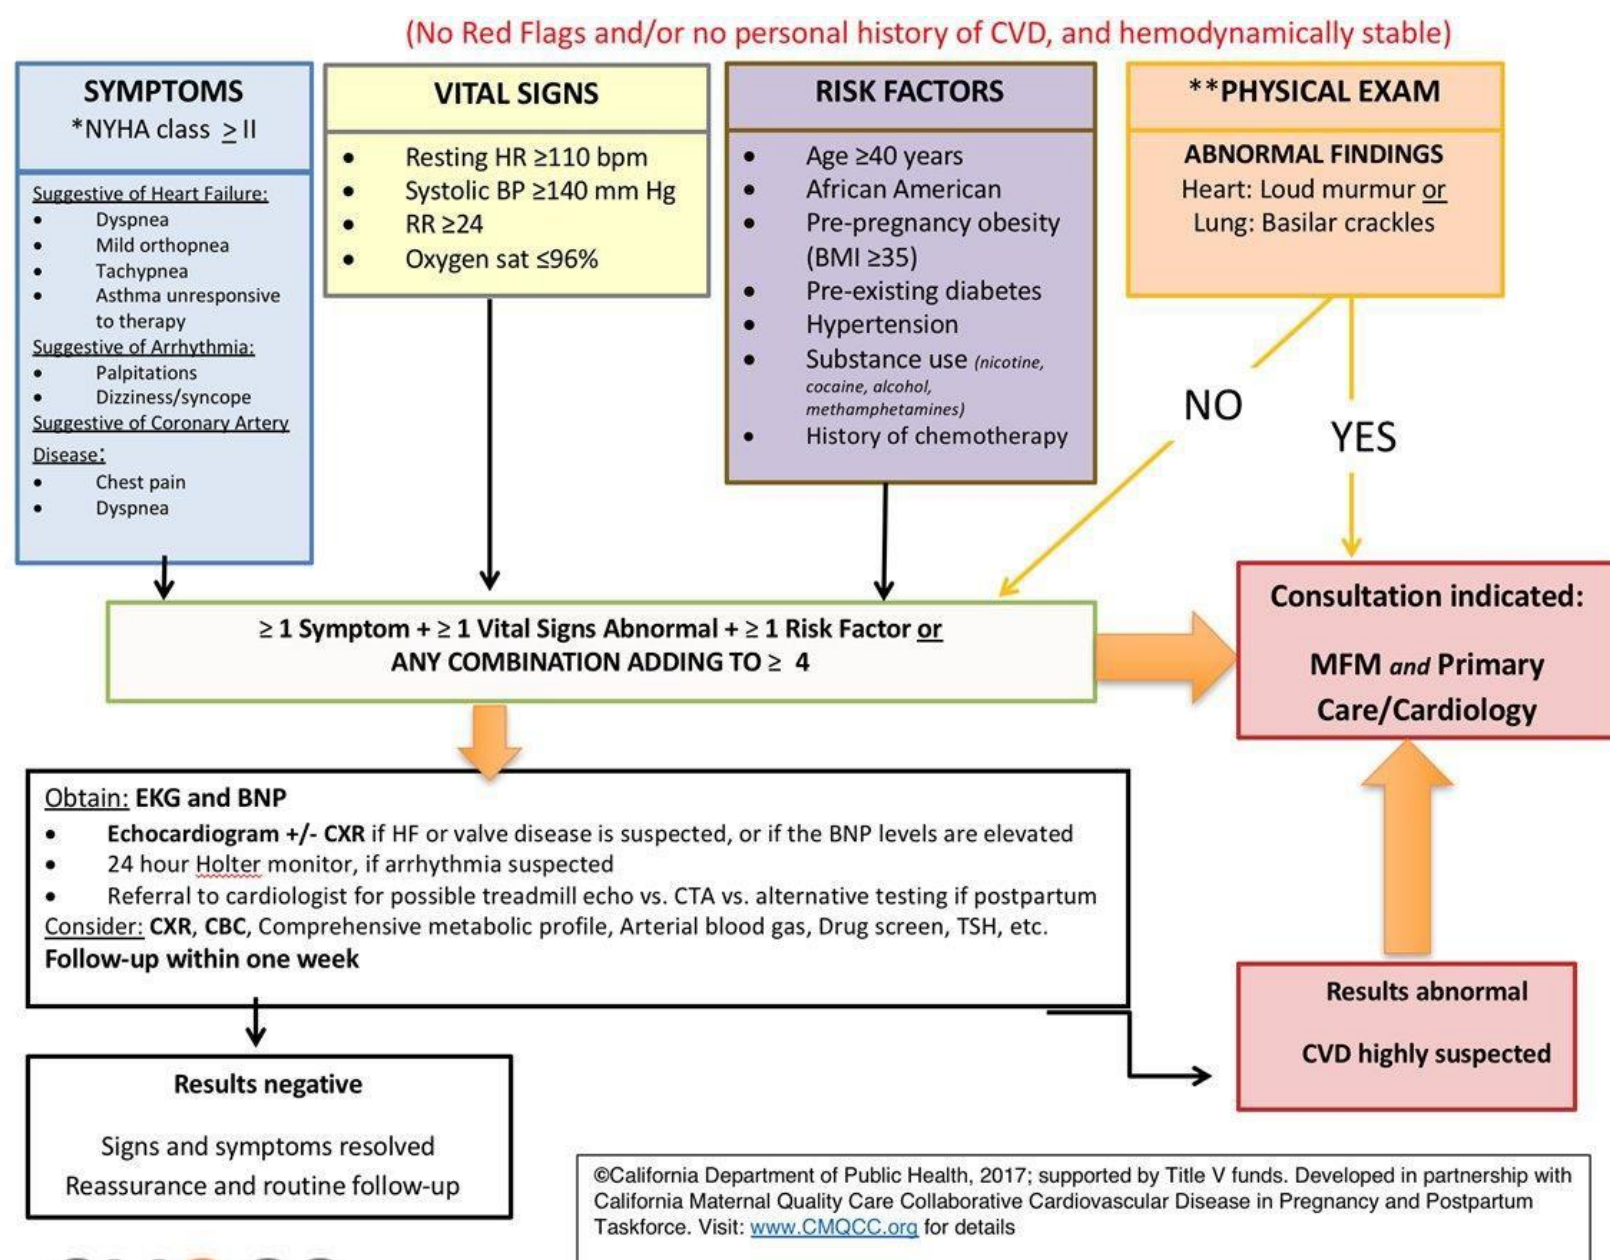 (No Red Flags and/or no personal history of CVD, and hemodynamically stable)
SYMPTOMS
*NYHA class ≥ II
Suggestive of Heart Failure:
• Dyspnea
• Mild orthopnea
• Tachypnea
• Asthma unresponsive
to therapy
Suggestive of Arrhythmia:
• Palpitations
• Dizziness/syncope
Suggestive of Coronary Artery
Disease:
• Chest pain
• Dyspnea
VITAL SIGNS
• Resting HR ≥110 bpm
• Systolic BP ≥140 mm Hg
• RR ≥24
• Oxygen sat ≤96%
RISK FACTORS
• Age ≥40 years
• African American
• Pre-pregnancy obesity
(BMI ≥35)
• Pre-existing diabetes
• Hypertension
• Substance use (nicotine,
cocaine, alcohol,
methamphetamines)
• History of chemotherapy
**PHYSICAL EXAM
ABNORMAL FINDINGS
Heart: Loud murmur or
Lung: Basilar crackles
NO
YES
≥ 1 Symptom + ≥ 1 Vital Signs Abnormal + ≥ 1 Risk Factor or
ANY COMBINATION ADDING TO ≥ 4
Consultation indicated:
MFM and Primary
Care/Cardiology
Obtain: EKG and BNP
• Echocardiogram +/- CXR if HF or valve disease is suspected, or if the BNP levels are elevated
• 24 hour Holter monitor, if arrhythmia suspected
• Referral to cardiologist for possible treadmill echo vs. CTA vs. alternative testing if postpartum
Consider: CXR, CBC, Comprehensive metabolic profile, Arterial blood gas, Drug screen, TSH, etc.
Follow-up within one week
Results abnormal
CVD highly suspected
Results negative
Signs and symptoms resolved
Reassurance and routine follow-up
©California Department of Public Health, 2017; supported by Title V funds. Developed in partnership with
California Maternal Quality Care Collaborative Cardiovascular Disease in Pregnancy and Postpartum
Taskforce. Visit: www.CMQCC.org for details